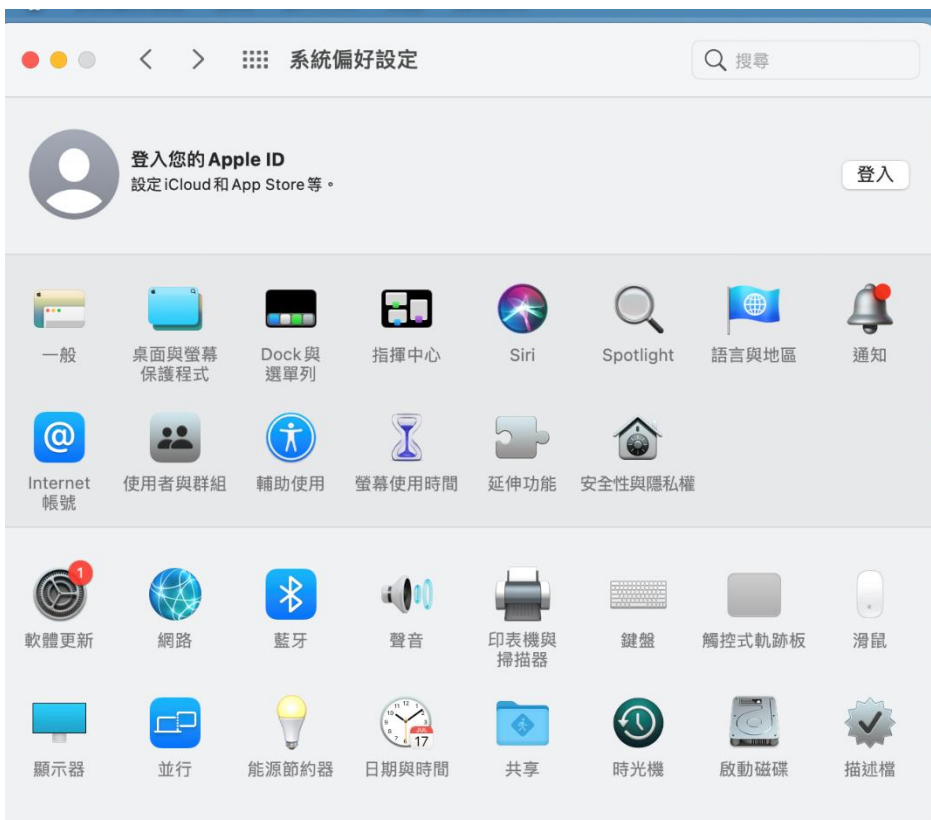 系統偏好設定
搜尋
登入您的 Apple ID
設定 iCloud 和 App Store 等。
登入
一般
桌面與螢幕
保護程式
Dock 與
選單列
指揮中心
Siri
Spotlight
語言與地區
通知
Internet
帳號
使用者與群組
輔助使用
螢幕使用時間
延伸功能
安全性與隱私權
1
軟體更新
網路
藍牙
聲音
印表機與
掃描器
鍵盤
觸控式軌跡板
滑鼠
顯示器
並行
能源節約器
JUL
17
日期與時間
共享
時光機
啟動磁碟
描述檔